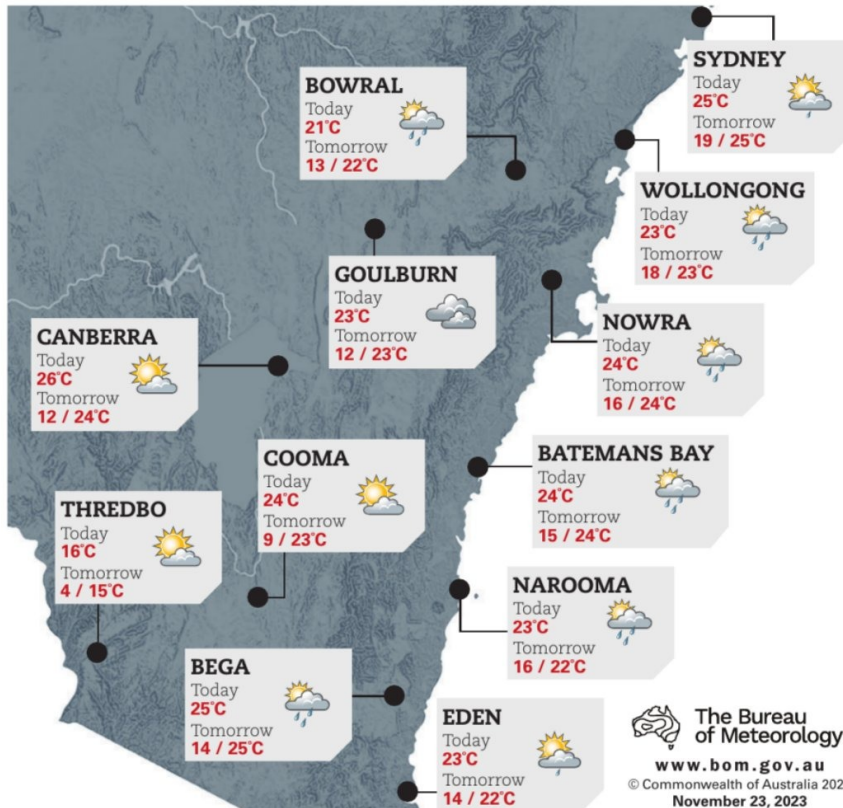 SYDNEY
Today
25°C
Tomorrow
19 / 25°C
BOWRAL
Today
21°C
Tomorrow
13 / 22°C
WOLLONGONG
Today
23°C
Tomorrow
18 / 23°C
GOULBURN
Today
23°C
Tomorrow
12 / 23°C
NOWRA
Today
24°C
Tomorrow
16 / 24°C
CANBERRA
Today
26°C
Tomorrow
12 / 24°C
BATEMANS BAY
Today
24°C
Tomorrow
15 / 24°C
COOMA
Today
24°C
Tomorrow
9 / 23°C
THREDBO
Today
16°C
Tomorrow
4 / 15°C
NAROOMA
Today
23°C
Tomorrow
16 / 22°C
BEGA
Today
25°C
Tomorrow
14 / 25°C
EDEN
Today
23°C
Tomorrow
14 / 22°C
The Bureau
of Meteorology
www.bom.gov.au
© Commonwealth of Australia 202
November 23, 2023